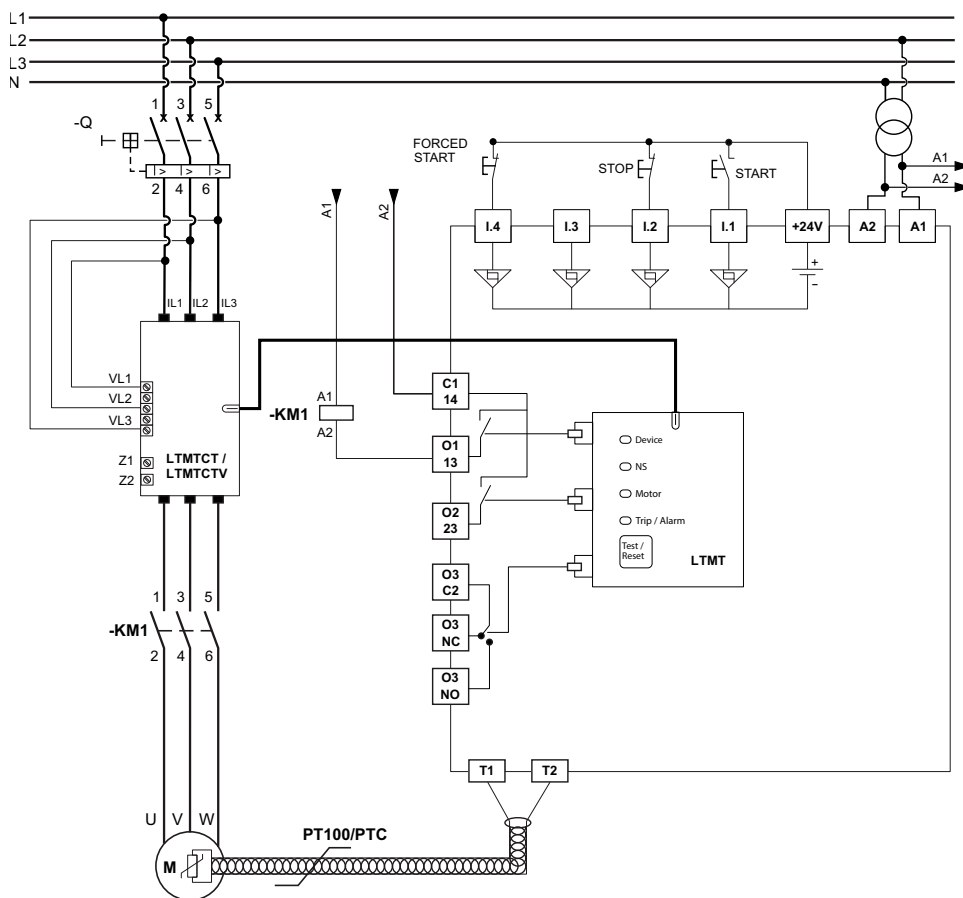 L1
L2
L3
N
1 3 5
-Q
I> I> I>
2 4 6
FORCED
START
STOP
START
A1
A2
A1
A2
I.4
I.3
I.2
I.1
+24V
A2
A1
+
−
IL1
IL2
IL3
VL1
VL2
VL3
Z1
Z2
LTMTCT /
LTMTCTV
-KM1
A1
A2
C1
14
O1
13
O2
23
O3
C2
O3
NC
O3
NO
Device
NS
Motor
Trip / Alarm
Test /
Reset
LTMT
1 3 5
-KM1
2 4 6
T1
T2
U V W
M
PT100/PTC